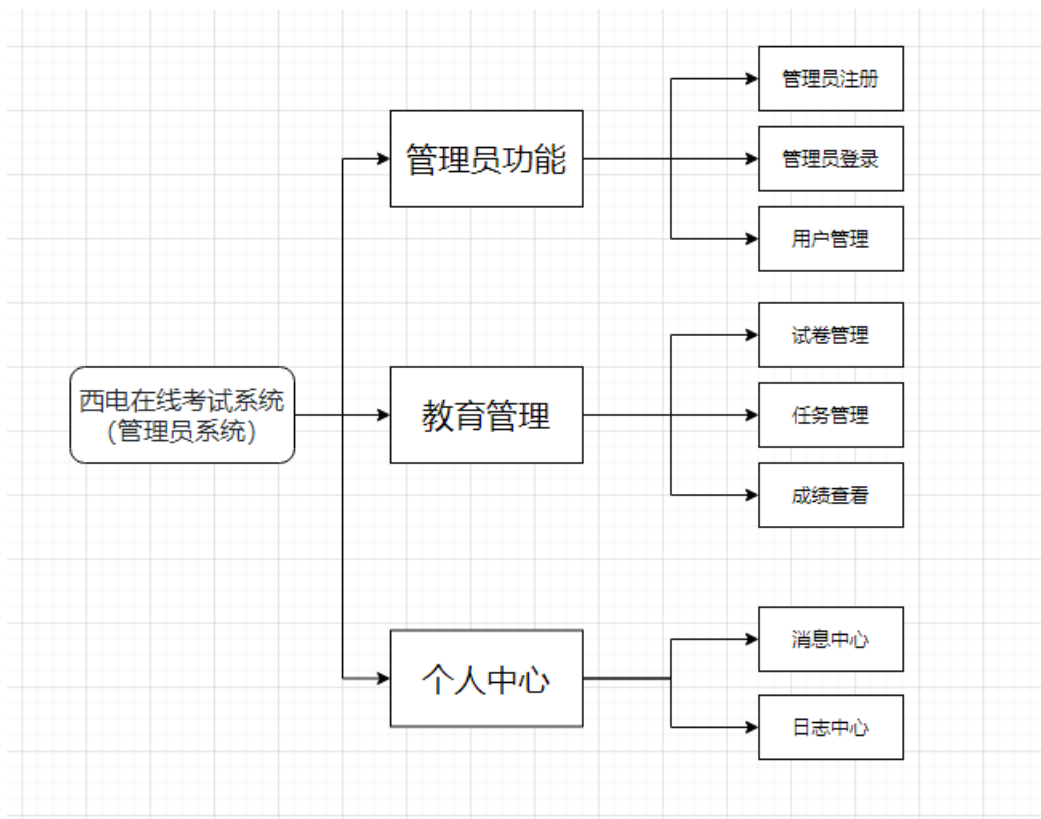 西电在线考试系统
（管理员系统）
管理员功能
管理员注册
管理员登录
用户管理
教育管理
试卷管理
任务管理
成绩查看
个人中心
消息中心
日志中心